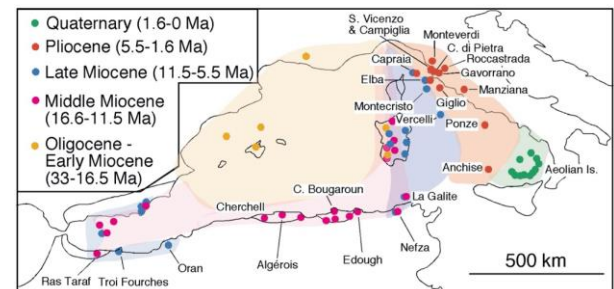 Quaternary (1.6-0 Ma)
Pliocene (5.5-1.6 Ma)
Late Miocene (11.5-5.5 Ma)
Middle Miocene
(16.6-11.5 Ma)
Oligocene -
Early Miocene
(33-16.5 Ma)
S. Vicenzo
& Campiglia
Monteverdi
C. di Pietra
Roccastrada
Capraia
Gavorrano
Elba
Manziana
Montecristo
Giglio
Vercelli
Ponze
Anchise
Aeolian Is.
Cherchell
C. Bougaroun
La Galite
Ras Taraf
Troi Fourches
Oran
Algérois
Edough
Nefza
500 km